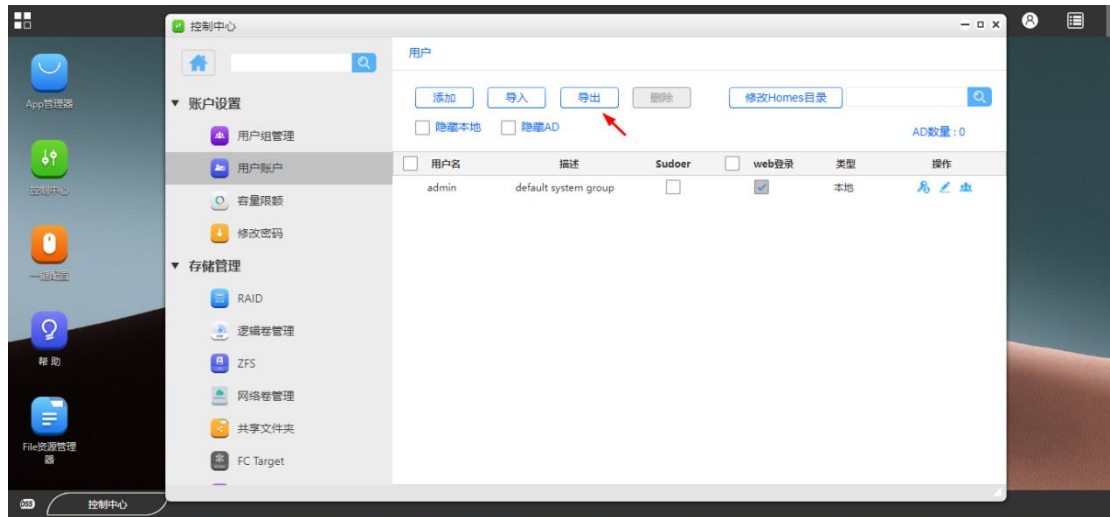 控制中心
用户
App管理器
控制中心
一键配置
帮 助
File资源管理
器
账户设置
用户组管理
用户账户
容量限额
修改密码
存储管理
RAID
逻辑卷管理
ZFS
网络卷管理
共享文件夹
FC Target
添加 导入 导出 删除 修改Homes目录
隐藏本地 隐藏AD
AD数量 : 0
用户名 描述 Sudoer web登录 类型 操作
admin default system group 本地
控制中心